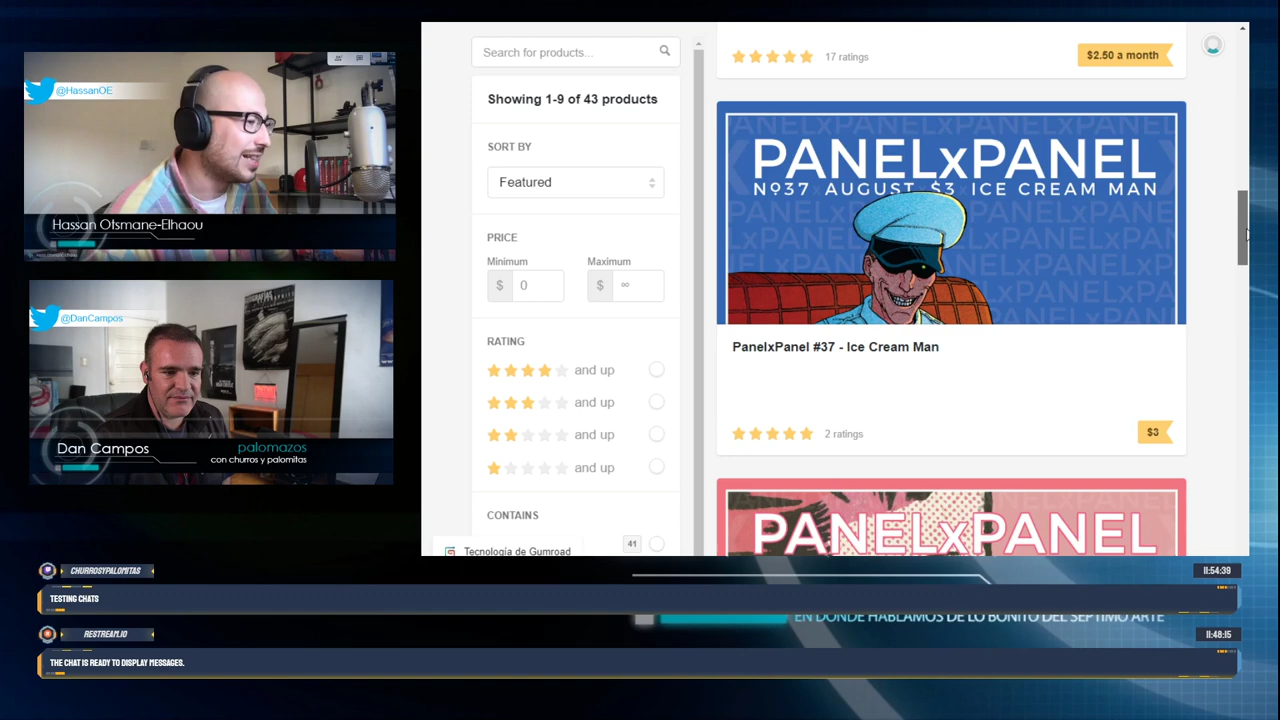 @HassanOE
Hassan Otsmane-Elhaou
@DanCampos
Dan Campos
palomazos
con churros y palomitas
Search for products...
Showing 1-9 of 43 products
SORT BY
Featured
PRICE
Minimum
Maximum
$ 0
$ ∞
RATING
and up
and up
and up
and up
CONTAINS
41
Tecnología de Gumroad
17 ratings
$2.50 a month
PANELxPANEL
Nº37 AUGUST $3 ICE CREAM MAN
PanelxPanel #37 - Ice Cream Man
2 ratings
$3
PANELxPANEL
CHURROSYPALOMITAS
11:54:39
TESTING CHATS
EN DONDE HABLAMOS DE LO BONITO DEL SÉPTIMO ARTE
RESTREAM.IO
11:48:15
THE CHAT IS READY TO DISPLAY MESSAGES.